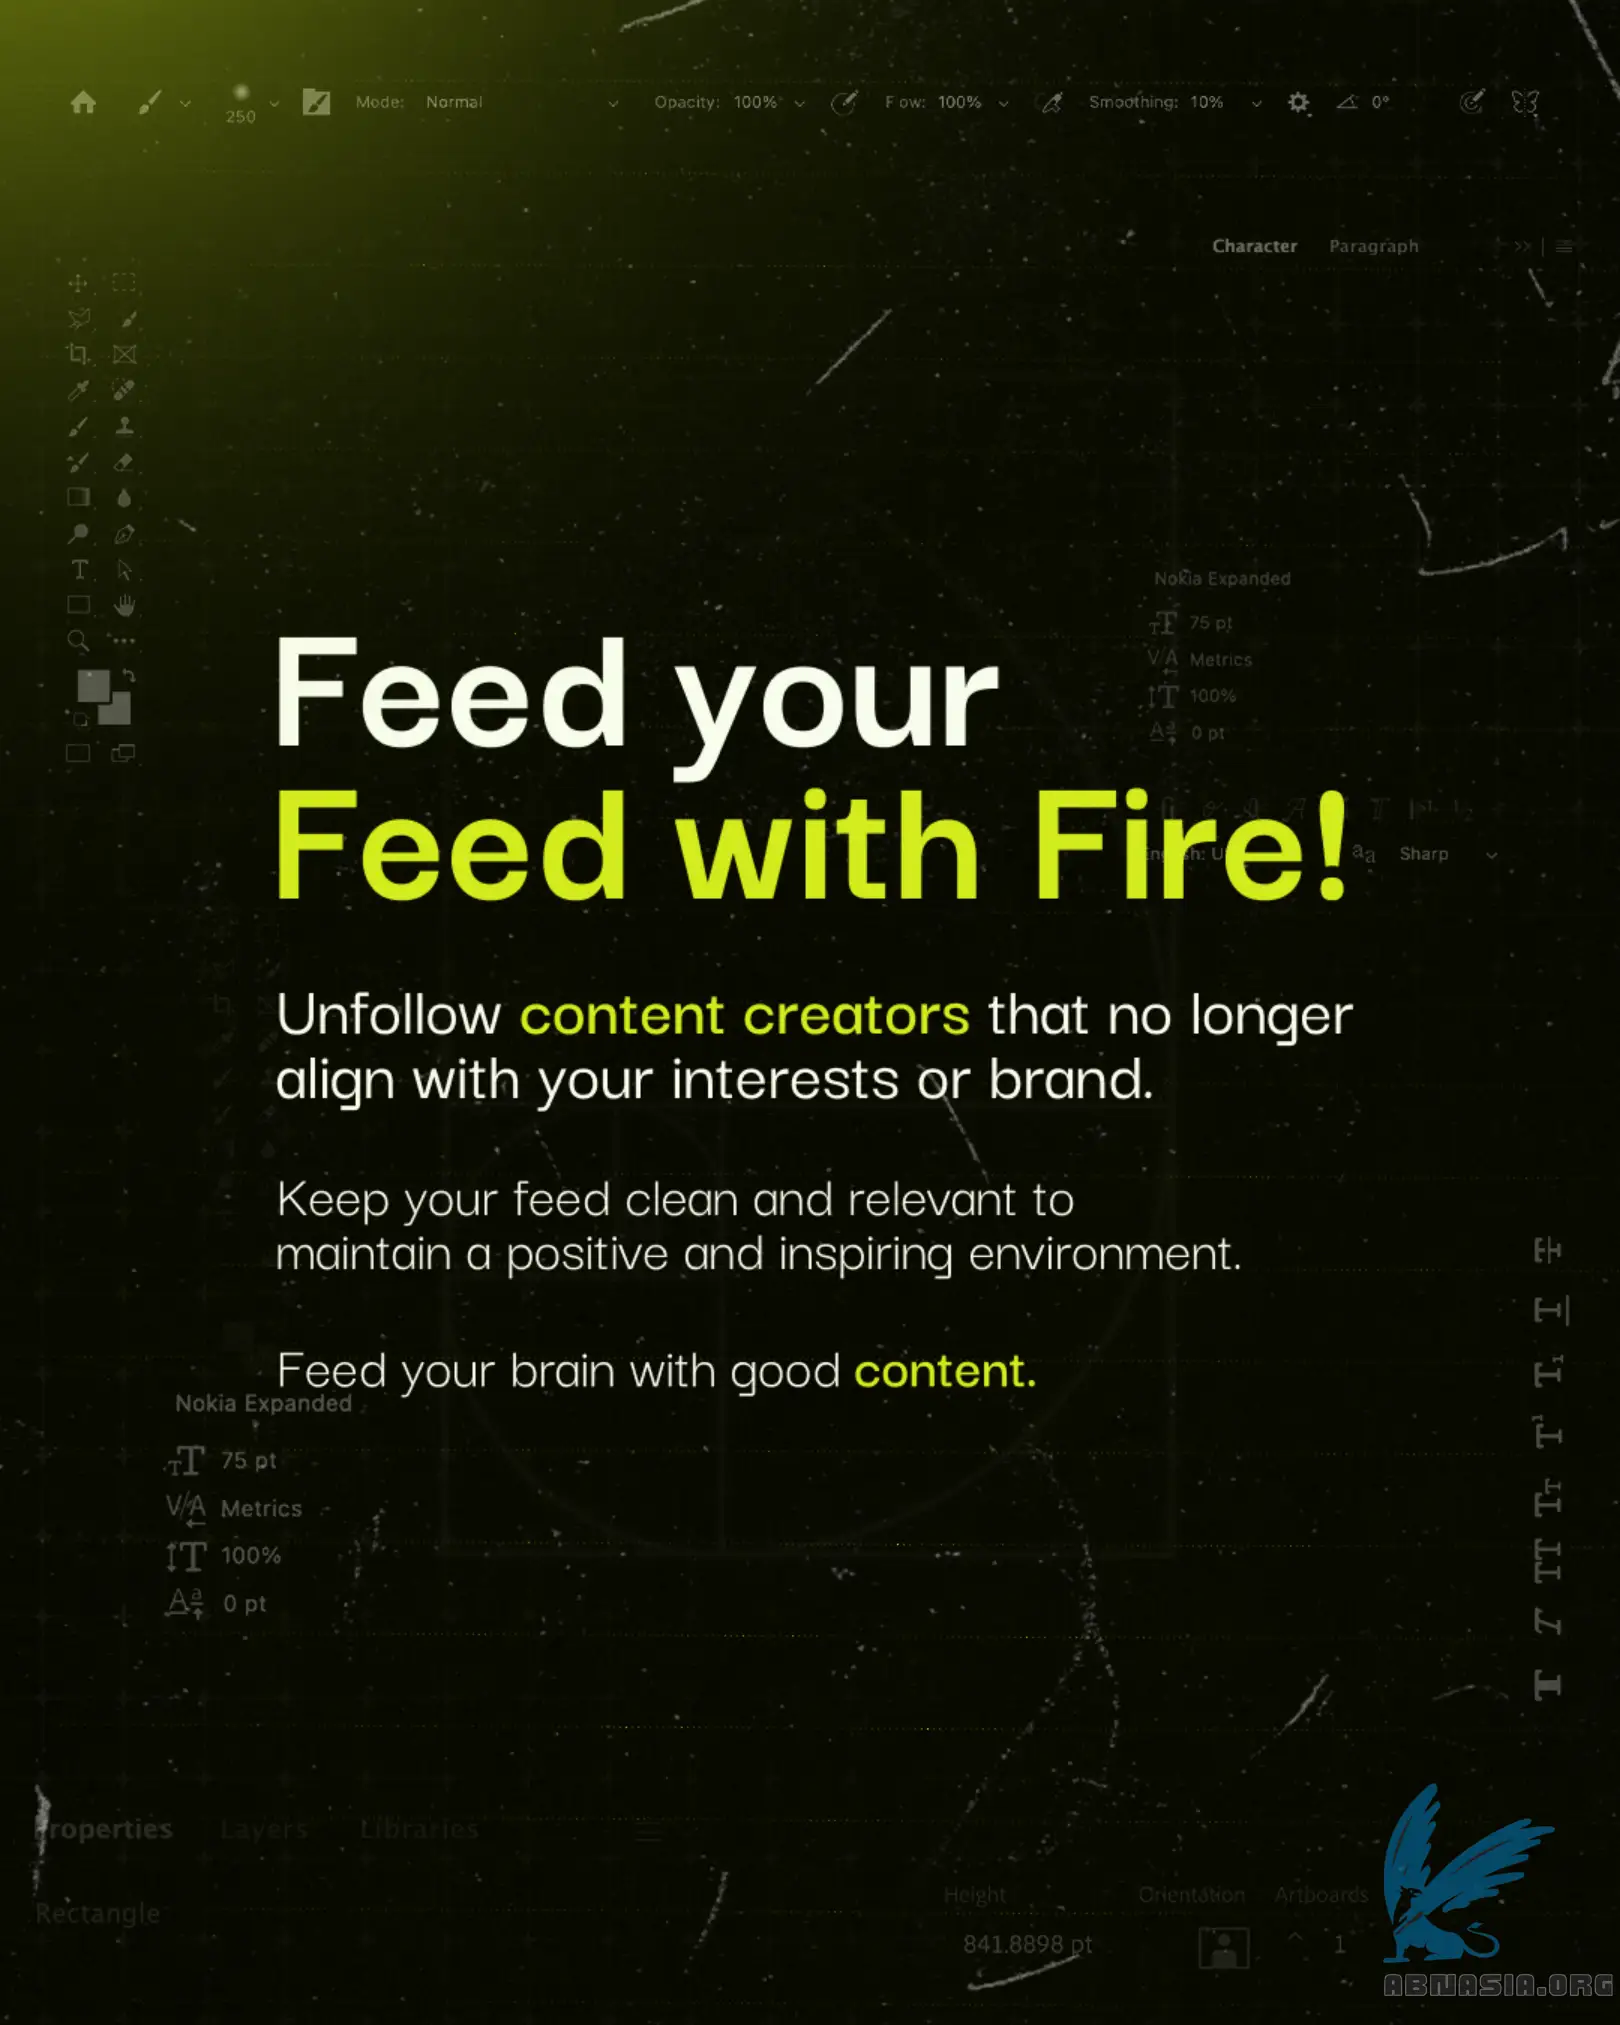 250
Mode: Normal
Opacity: 100%
Flow: 100%
Smoothing: 10%
0°
Character Paragraph
Nokia Expanded
75 pt
Metrics
100%
0 pt
Feed your
Feed with Fire!
Sharp
Unfollow content creators that no longer
align with your interests or brand.
Keep your feed clean and relevant to
maintain a positive and inspiring environment.
Feed your brain with good content.
Nokia Expanded
75 pt
Metrics
100%
0 pt
Properties Layers Libraries
Rectangle
Height Orientation Artboards
841.8898 pt 1
ABNASIA.ORG